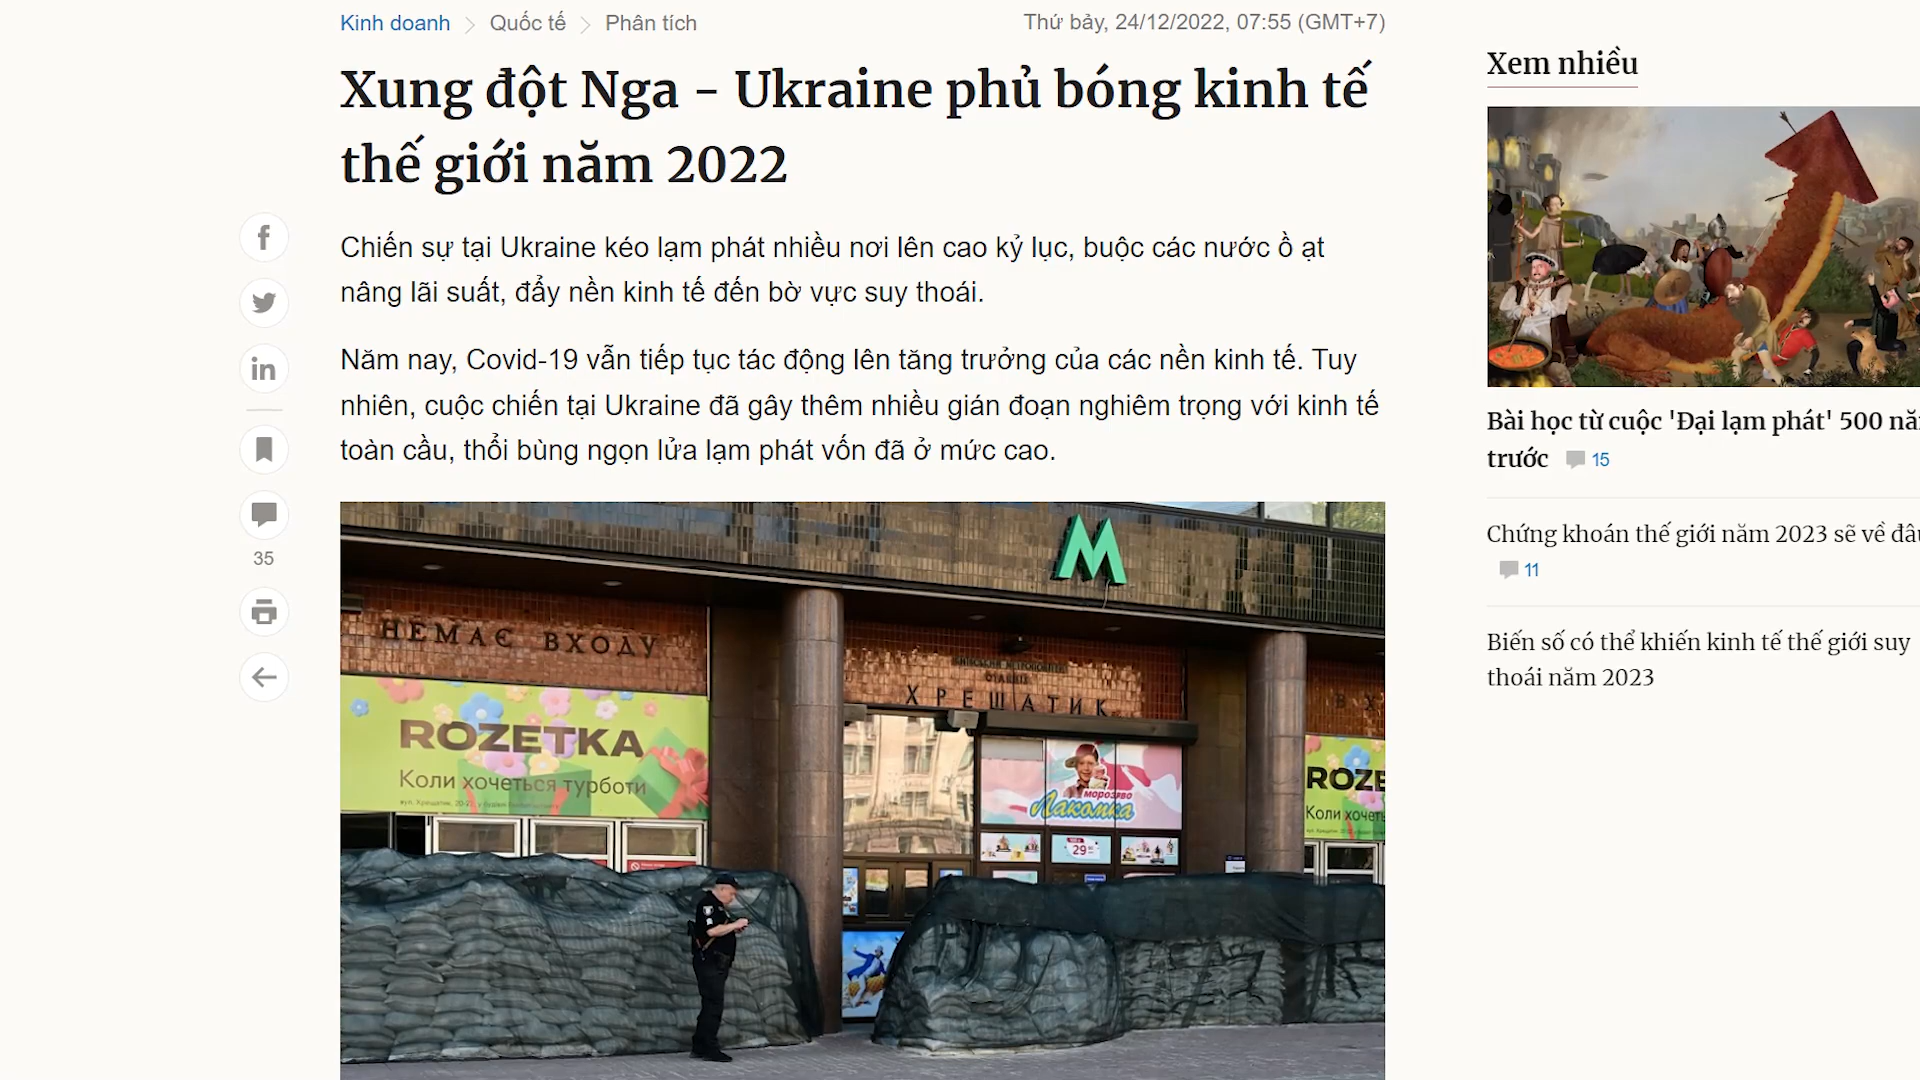 Kinh doanh > Quốc tế > Phân tích
Thứ bảy, 24/12/2022, 07:55 (GMT+7)
Xung đột Nga - Ukraine phủ bóng kinh tế
thế giới năm 2022
Chiến sự tại Ukraine kéo lạm phát nhiều nơi lên cao kỷ lục, buộc các nước ồ ạt
nâng lãi suất, đẩy nền kinh tế đến bờ vực suy thoái.
Năm nay, Covid-19 vẫn tiếp tục tác động lên tăng trưởng của các nền kinh tế. Tuy
nhiên, cuộc chiến tại Ukraine đã gây thêm nhiều gián đoạn nghiêm trọng với kinh tế
toàn cầu, thổi bùng ngọn lửa lạm phát vốn đã ở mức cao.
35
M
НЕМАЄ ВХОДУ
ХРЕЩАТИК
ROZETKA
Коли хочеться турботи
МОРОЗИВО
Лакомка
29
ROZE
Коли хочеть
Xem nhiều
Bài học từ cuộc 'Đại lạm phát' 500 nă
trước 15
Chứng khoán thế giới năm 2023 sẽ về đâ
11
Biến số có thể khiến kinh tế thế giới suy
thoái năm 2023